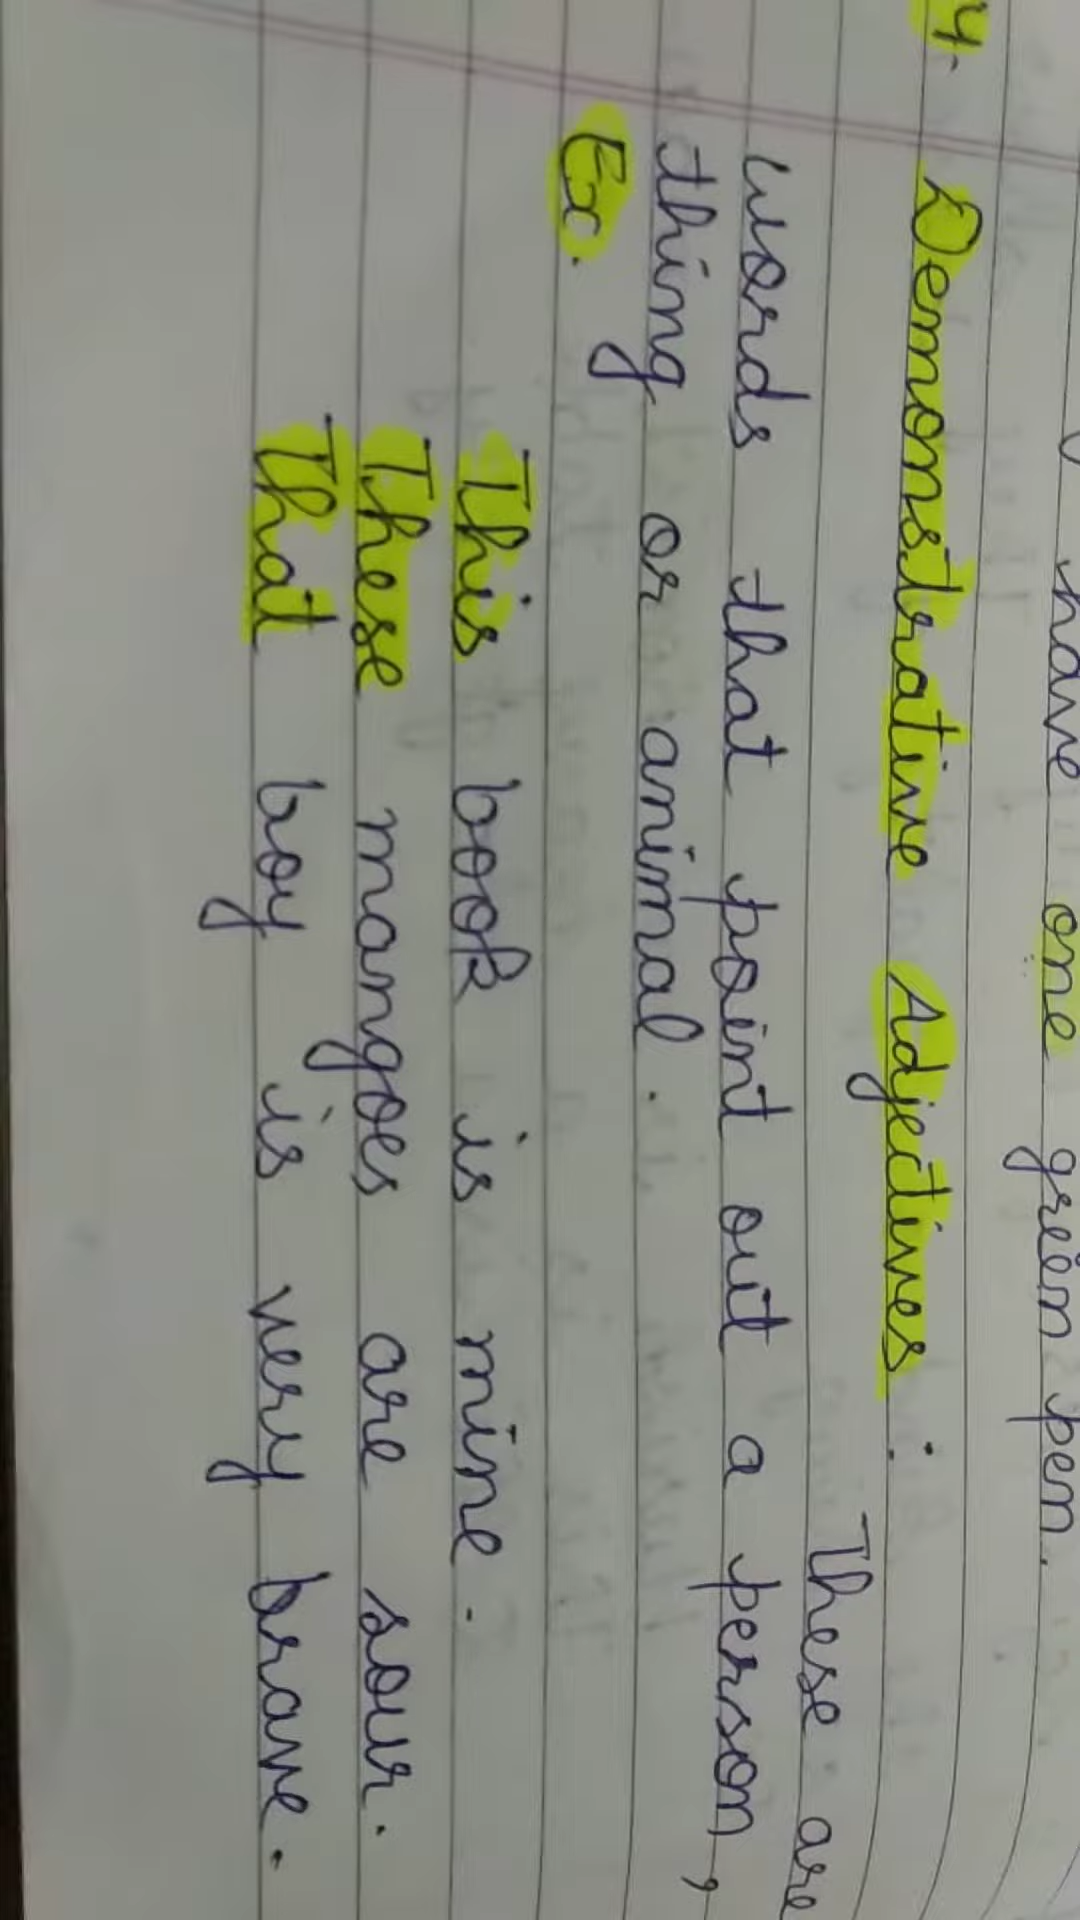 have one green pen.
4. Demonstrative Adjectives : These are
words that point out a person,
thing or animal.
Ex.
This book is mine.
These mangoes are sour.
That boy is very brave.